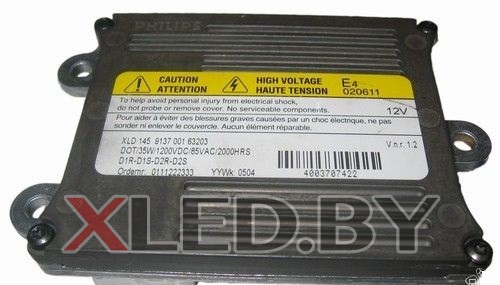 PHILIPS
CAUTION
ATTENTION
HIGH VOLTAGE
HAUTE TENSION
E4
020611
To help avoid personal injury from electrical shock,
do not probe or remove cover. No serviceable components.
Pour aider à éviter des blessures graves causées par un choc électrique, ne pas
enlever le couvercle. Aucun élément réparable.
12V
XLD 145 9137 001 63203
DOT/35W/1200VDC/85VAC/2000HRS
D1R-D1S-D2R-D2S
V.n.r. 1.2
Ordernr: 0111222333 YYWk: 0504
4003707422
XLED.BY